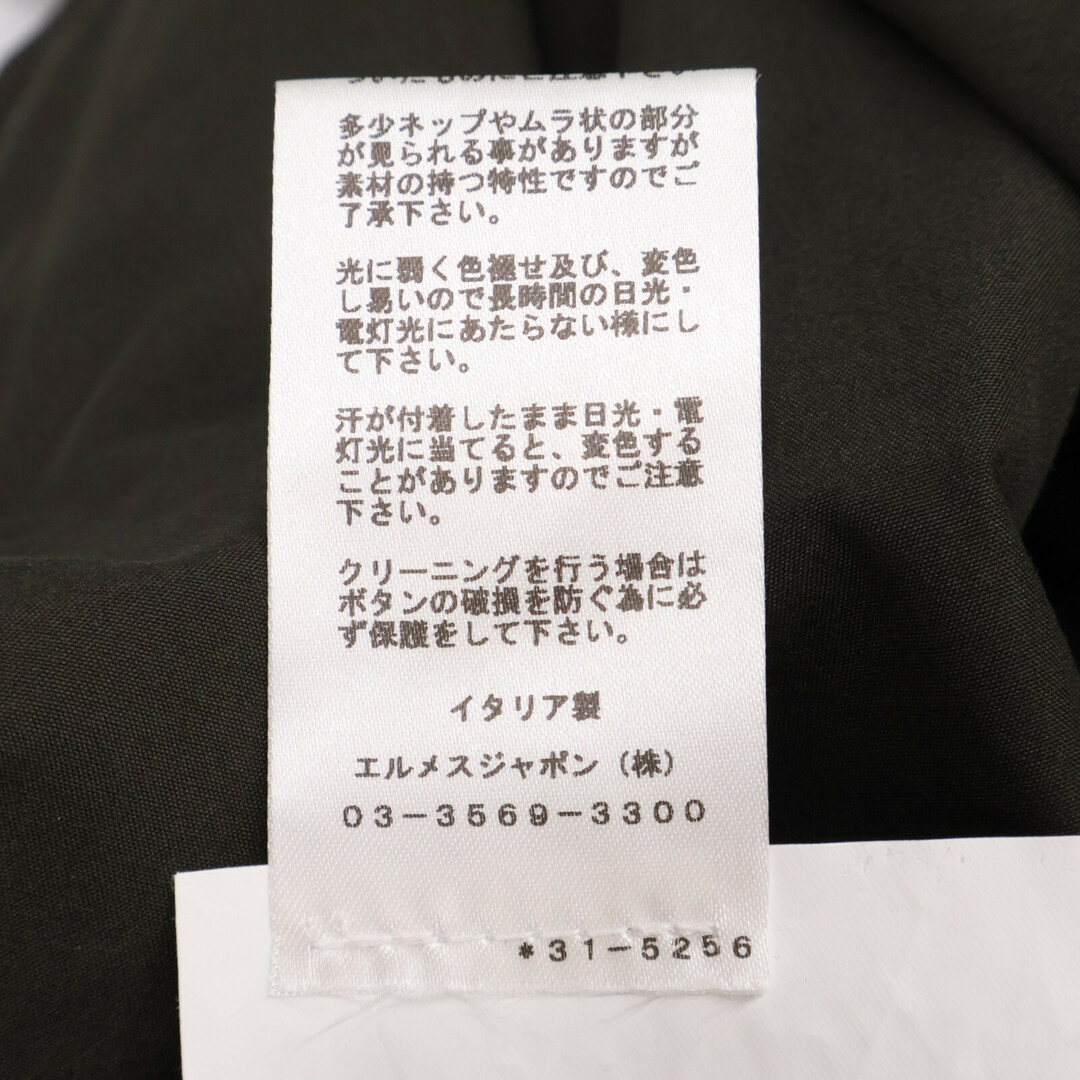 多少ネップやムラ状の部分
が見られる事がありますが
素材の持つ特性ですのでご
了承下さい。
光に弱く色褪せ及び、変色
し易いので長時間の日光・
電灯光にあたらない様にし
て下さい。
汗が付着したまま日光・電
灯光に当てると、変色する
ことがありますのでご注意
下さい。
クリーニングを行う場合は
ボタンの破損を防ぐ為に必
ず保護をして下さい。
イタリア製
エルメスジャポン（株）
03-3569-3300
*31-5256